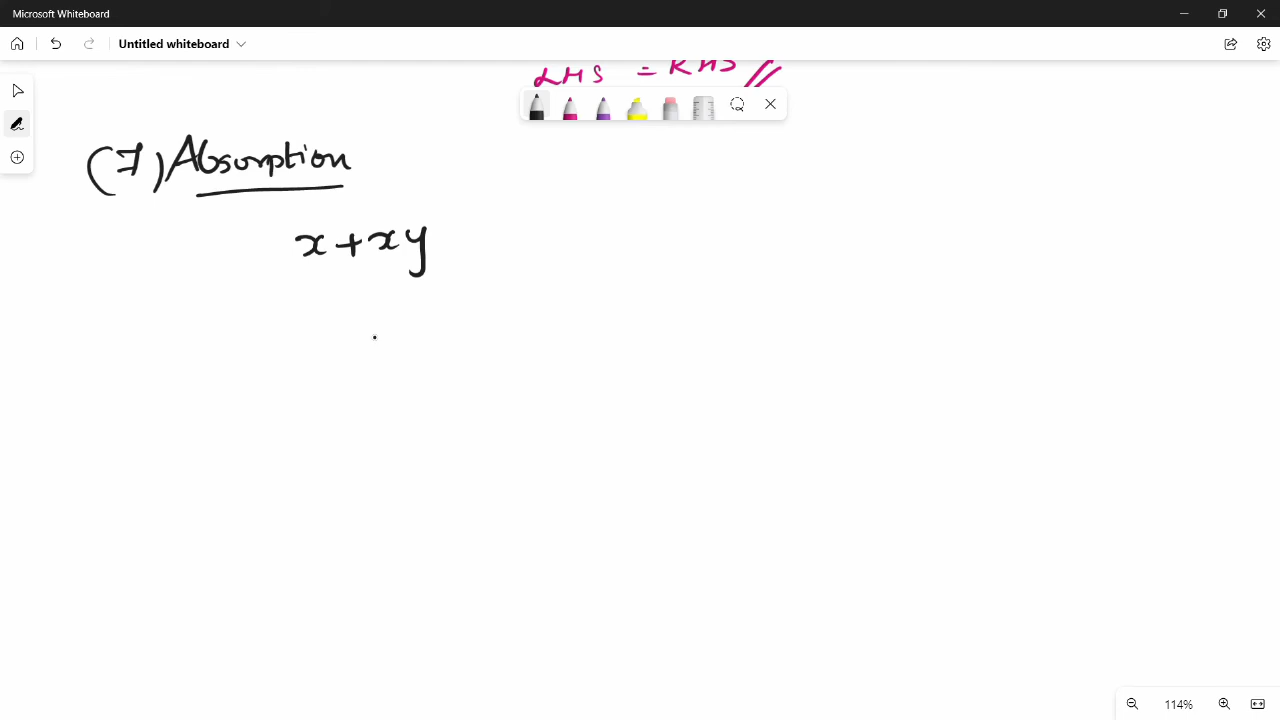 Microsoft Whiteboard
Untitled whiteboard
LHS = RHS //
(7) Absorption
x + xy
114%